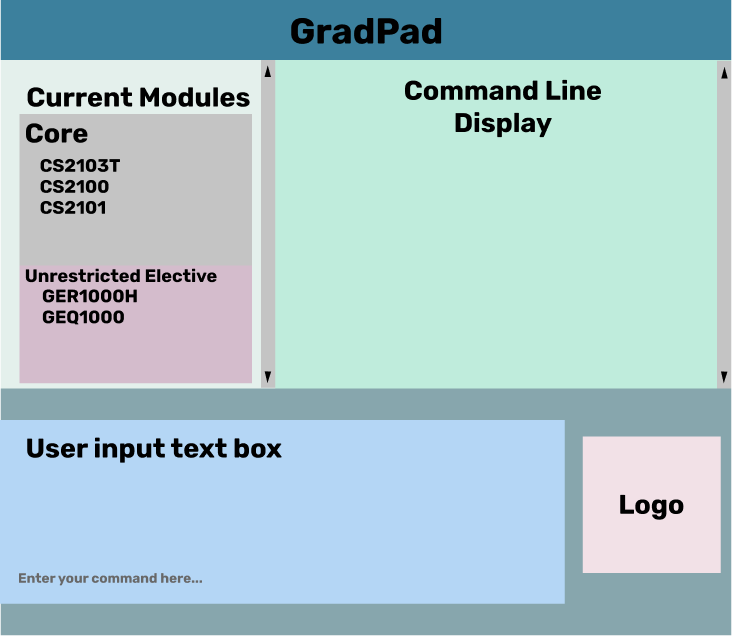 GradPad
Current Modules
Core
CS2103T
CS2100
CS2101
Unrestricted Elective
GER1000H
GEQ1000
Command Line
Display
User input text box
Enter your command here...
Logo